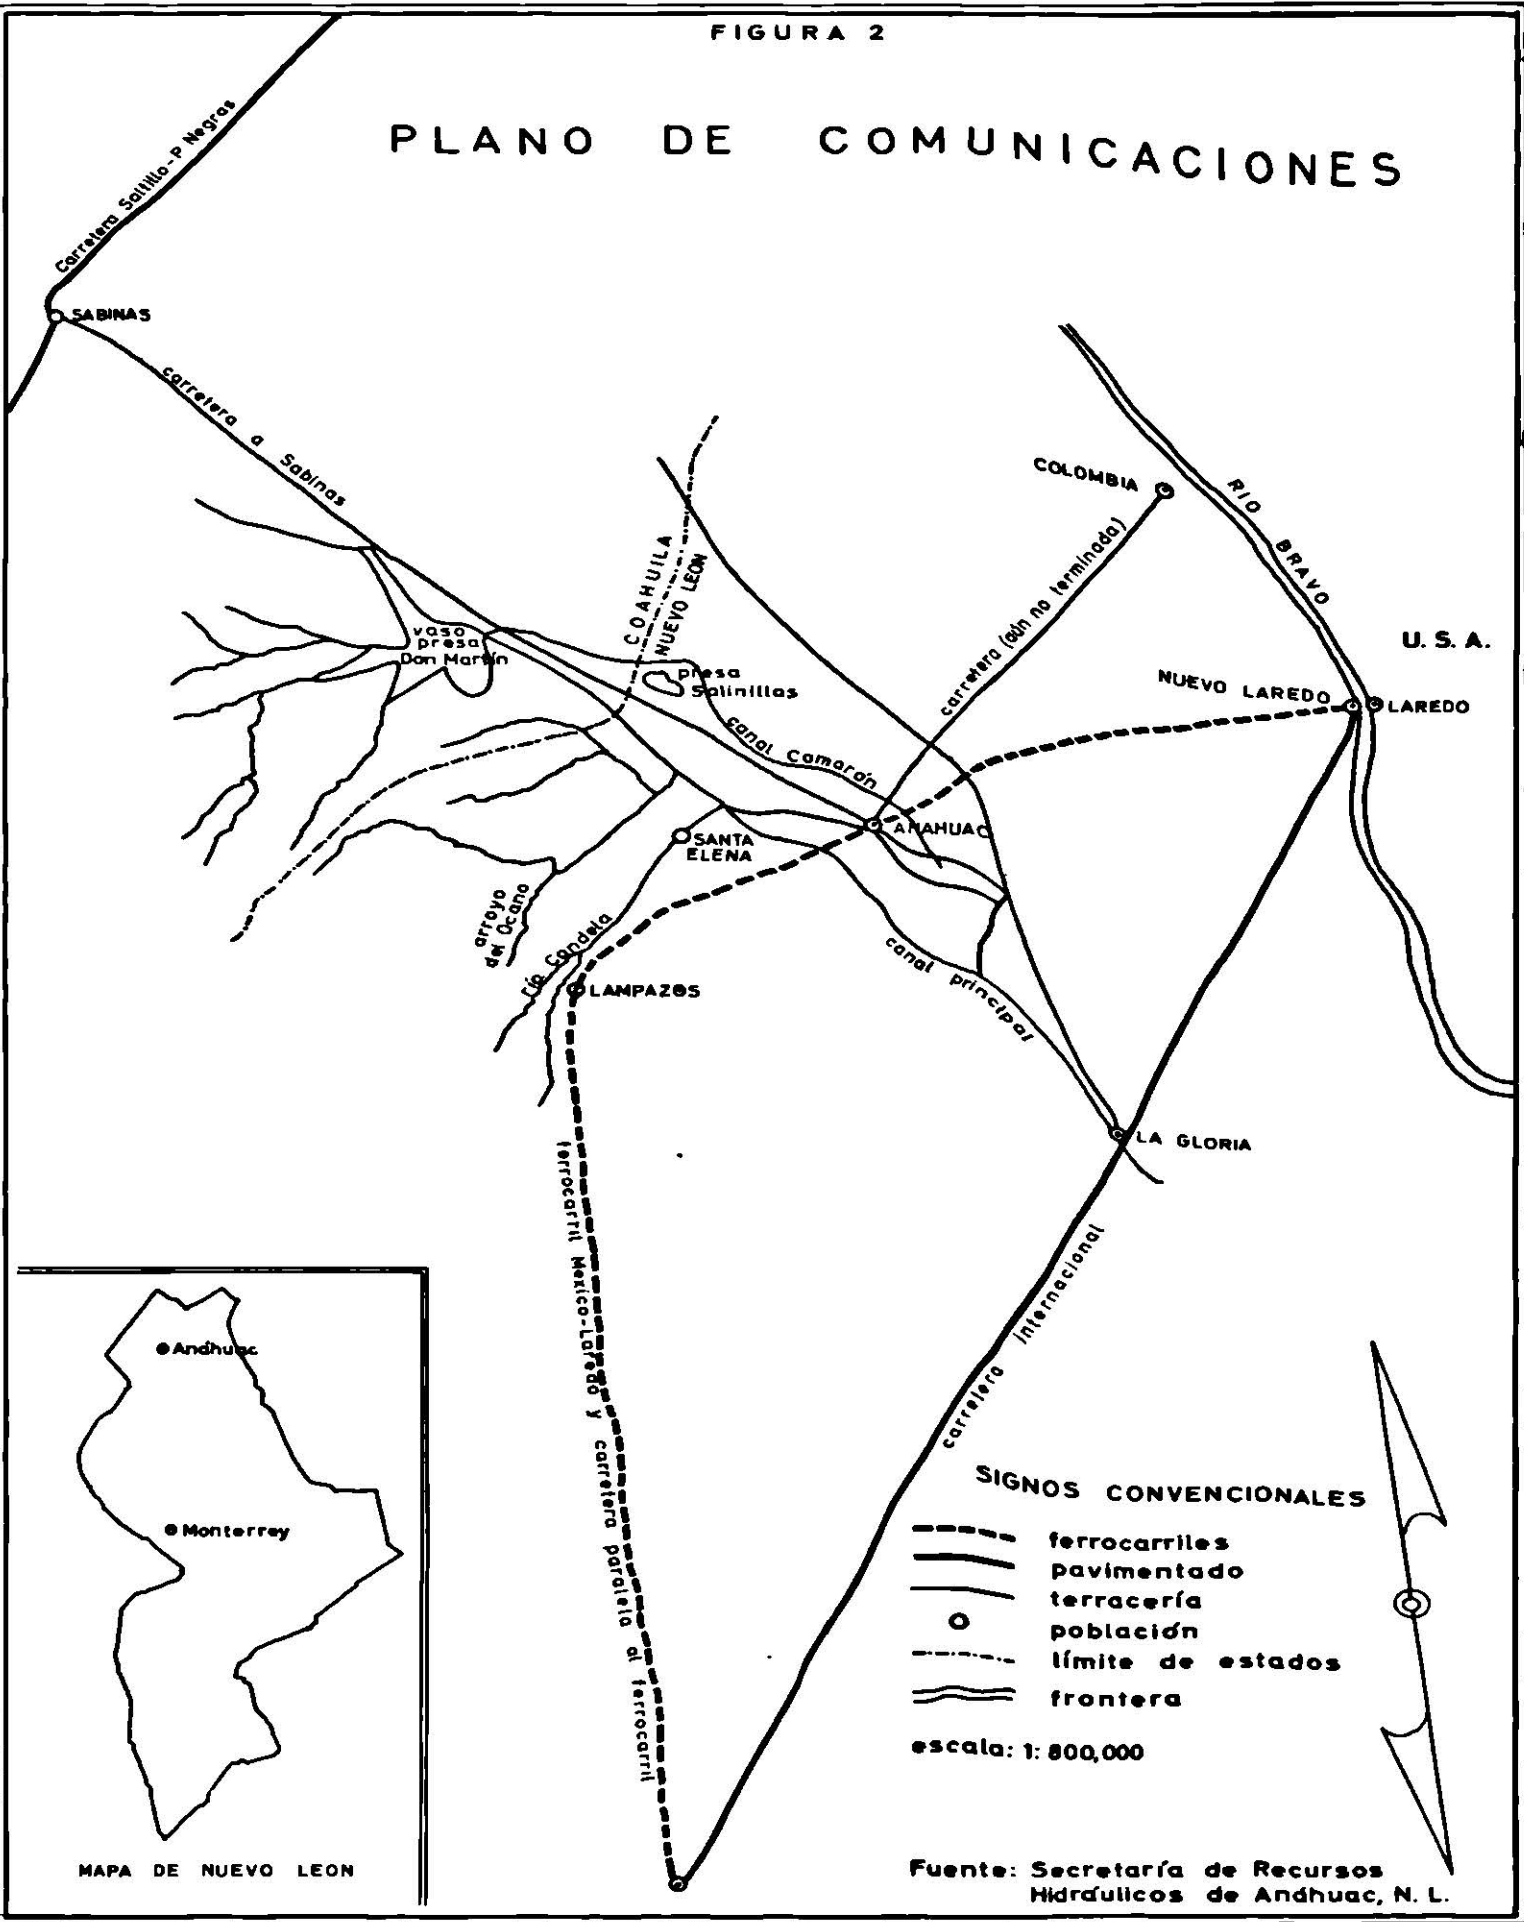 FIGURA 2
PLANO DE COMUNICACIONES
Carretera Saltillo-P Negras
SABINAS
carretera a Sabinas
COLOMBIA
RIO BRAVO
COAHUILA
NUEVO LEON
carretera (aún no terminada)
U. S. A.
vaso
presa
Don Martín
presa
Salinillas
NUEVO LAREDO
LAREDO
canal Camarón
ANAHUAC
SANTA
ELENA
arroyo
del Ocano
río Candela
canal principal
LAMPAZOS
LA GLORIA
ferrocarril Mexico-Laredo y carretera paralela al ferrocarril
carretera internacional
Anáhuac
Monterrey
MAPA DE NUEVO LEON
SIGNOS CONVENCIONALES
ferrocarriles
pavimentado
terracería
población
límite de estados
frontera
escala: 1: 800,000
Fuente: Secretaría de Recursos
Hidráulicos de Anáhuac, N. L.